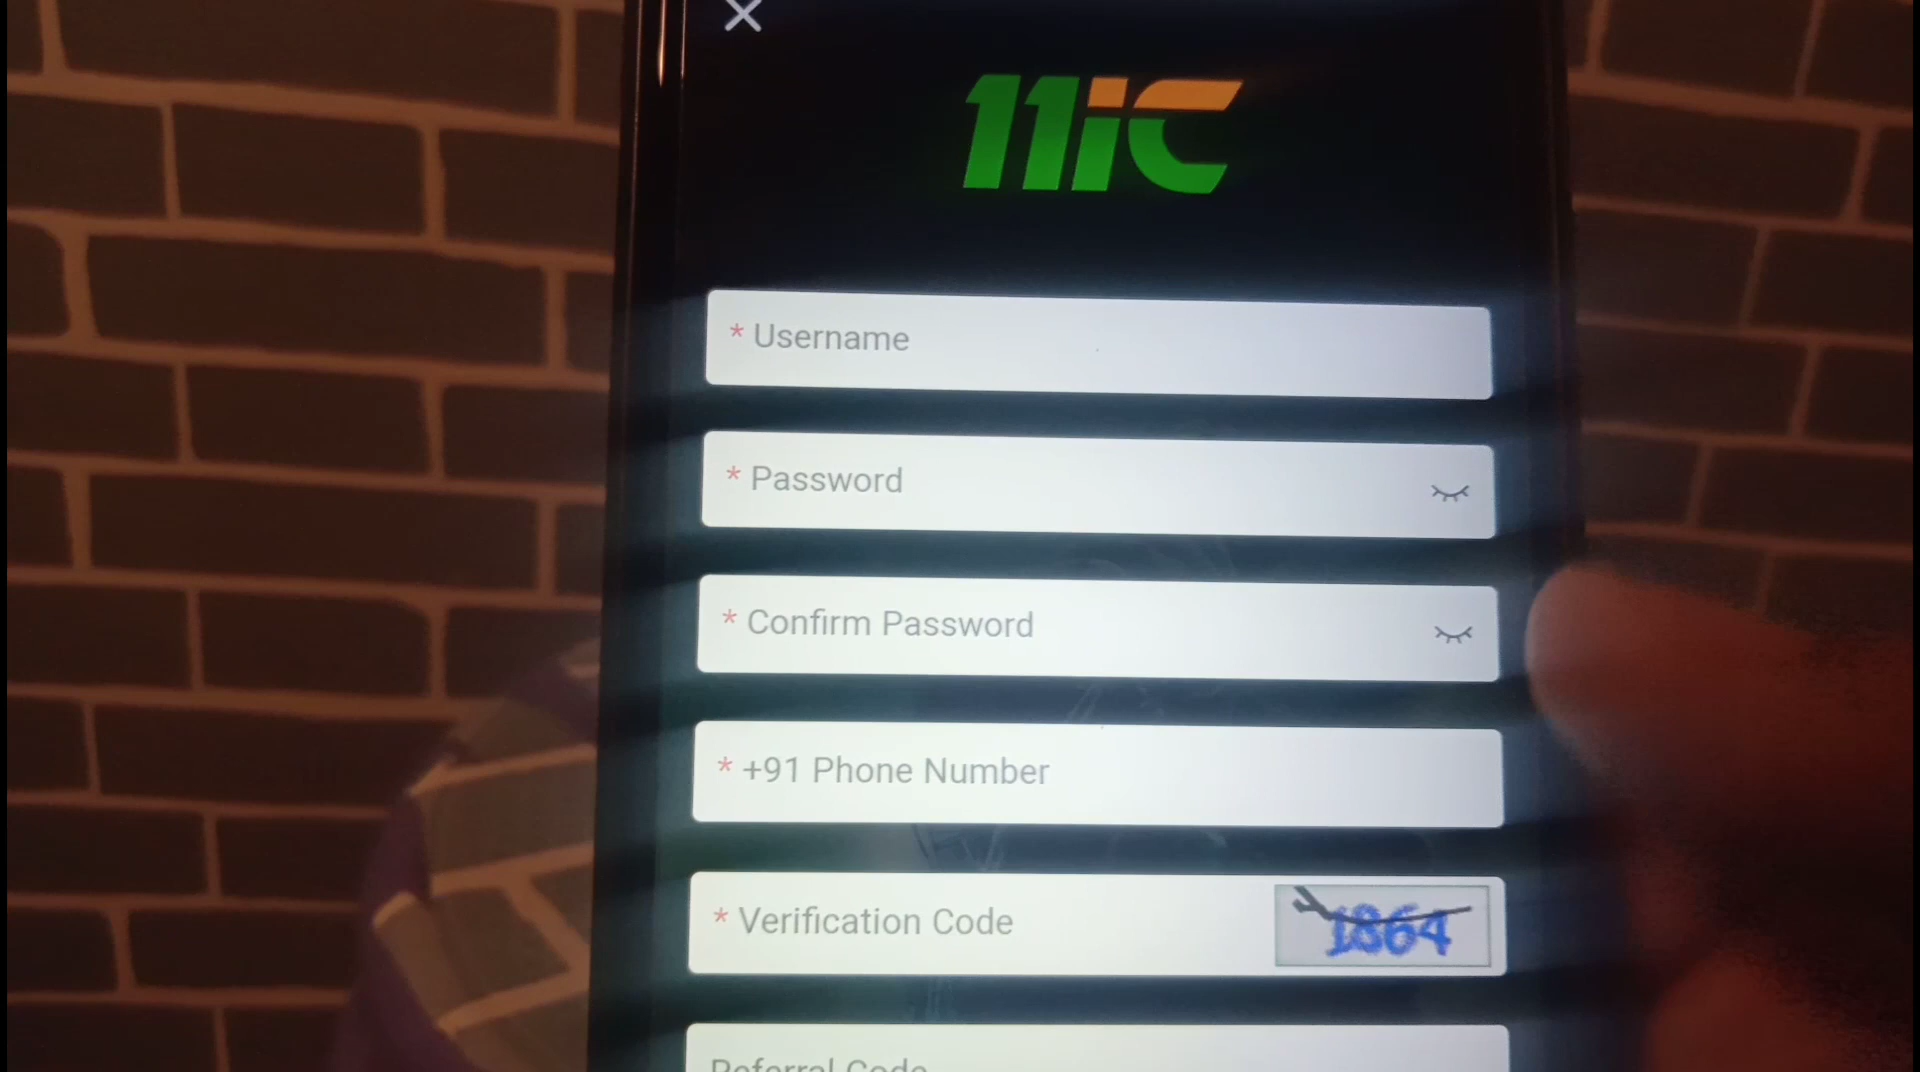 11ic
* Username
* Password
* Confirm Password
* +91 Phone Number
* Verification Code
1864
Referral Code